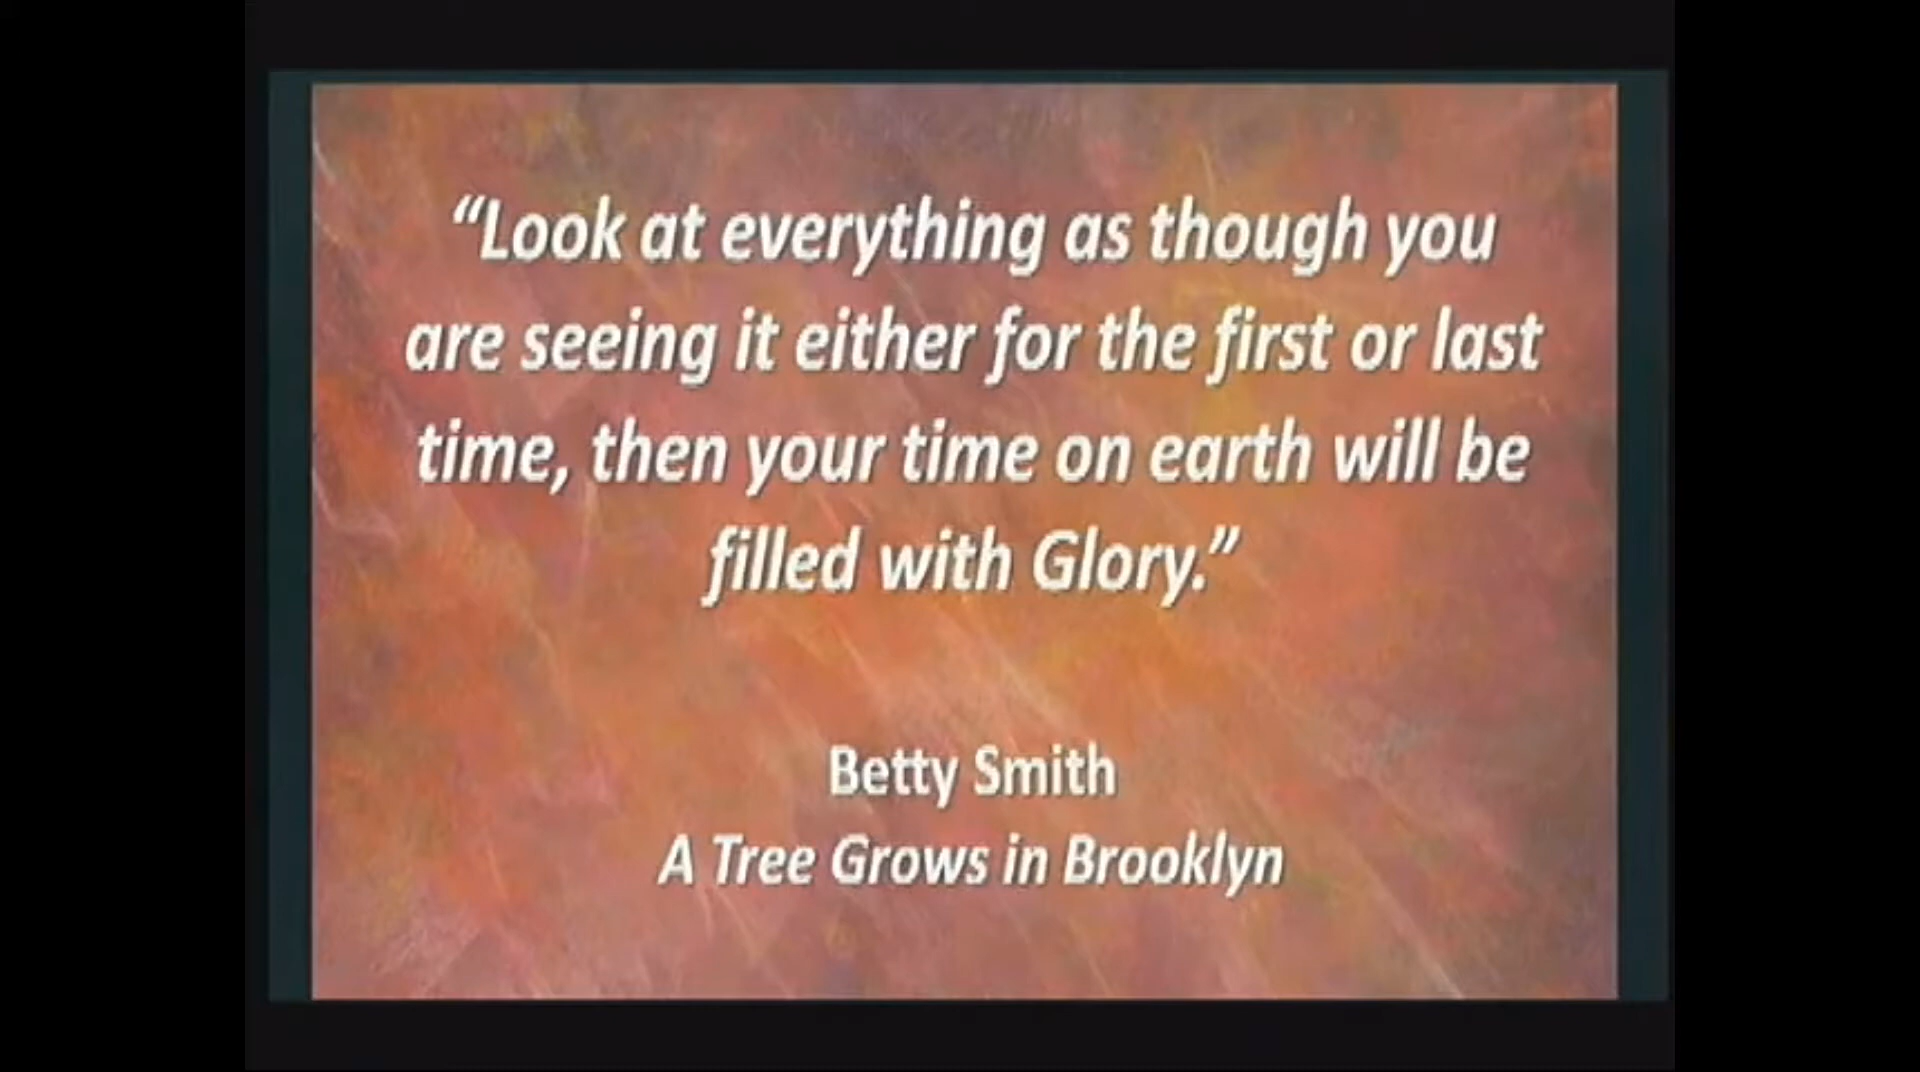 “Look at everything as though you
are seeing it either for the first or last
time, then your time on earth will be
filled with Glory.”
Betty Smith
A Tree Grows in Brooklyn